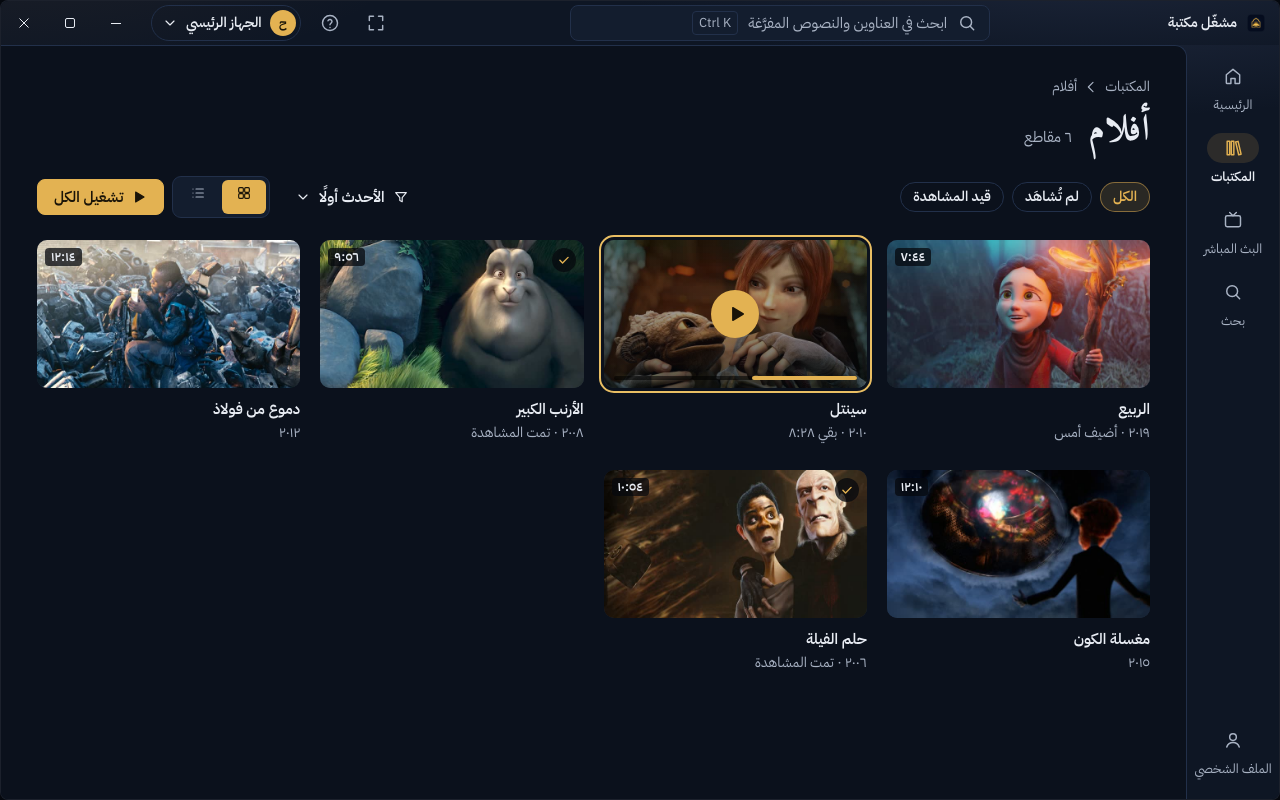 مشغّل مكتبة
ابحث في العناوين والنصوص المفرَّغة
Ctrl K
ح
الجهاز الرئيسي
الرئيسية
المكتبات
البث المباشر
بحث
الملف الشخصي
المكتبات
أفلام
أفلام
٦ مقاطع
الكل
لم تُشاهَد
قيد المشاهدة
الأحدث أولًا
تشغيل الكل
٧:٤٤
الربيع
٢٠١٩ · أضيف أمس
سينتل
٢٠١٠ · بقي ٨:٢٨
٩:٥٦
الأرنب الكبير
٢٠٠٨ · تمت المشاهدة
١٢:١٤
دموع من فولاذ
٢٠١٢
١٢:١٠
مغسلة الكون
٢٠١٥
١٠:٥٤
حلم الفيلة
٢٠٠٦ · تمت المشاهدة